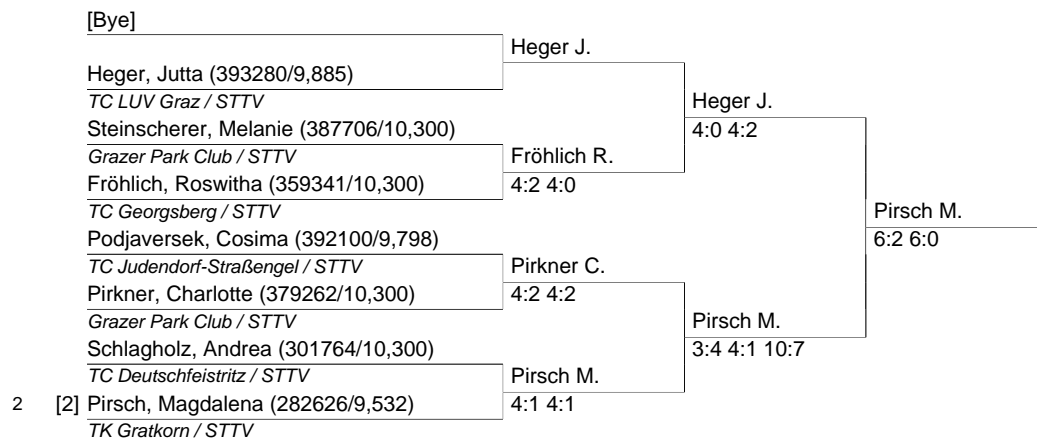 [Bye]
Heger J.
Heger, Jutta (393280/9,885)
TC LUV Graz / STTV
Heger J.
Steinscherer, Melanie (387706/10,300)
4:0 4:2
Grazer Park Club / STTV
Fröhlich R.
Fröhlich, Roswitha (359341/10,300)
4:2 4:0
TC Georgsberg / STTV
Pirsch M.
Podjaversek, Cosima (392100/9,798)
6:2 6:0
TC Judendorf-Straßengel / STTV
Pirkner C.
Pirkner, Charlotte (379262/10,300)
4:2 4:2
Grazer Park Club / STTV
Pirsch M.
Schlagholz, Andrea (301764/10,300)
3:4 4:1 10:7
TC Deutschfeistritz / STTV
Pirsch M.
2 [2] Pirsch, Magdalena (282626/9,532)
4:1 4:1
TK Gratkorn / STTV